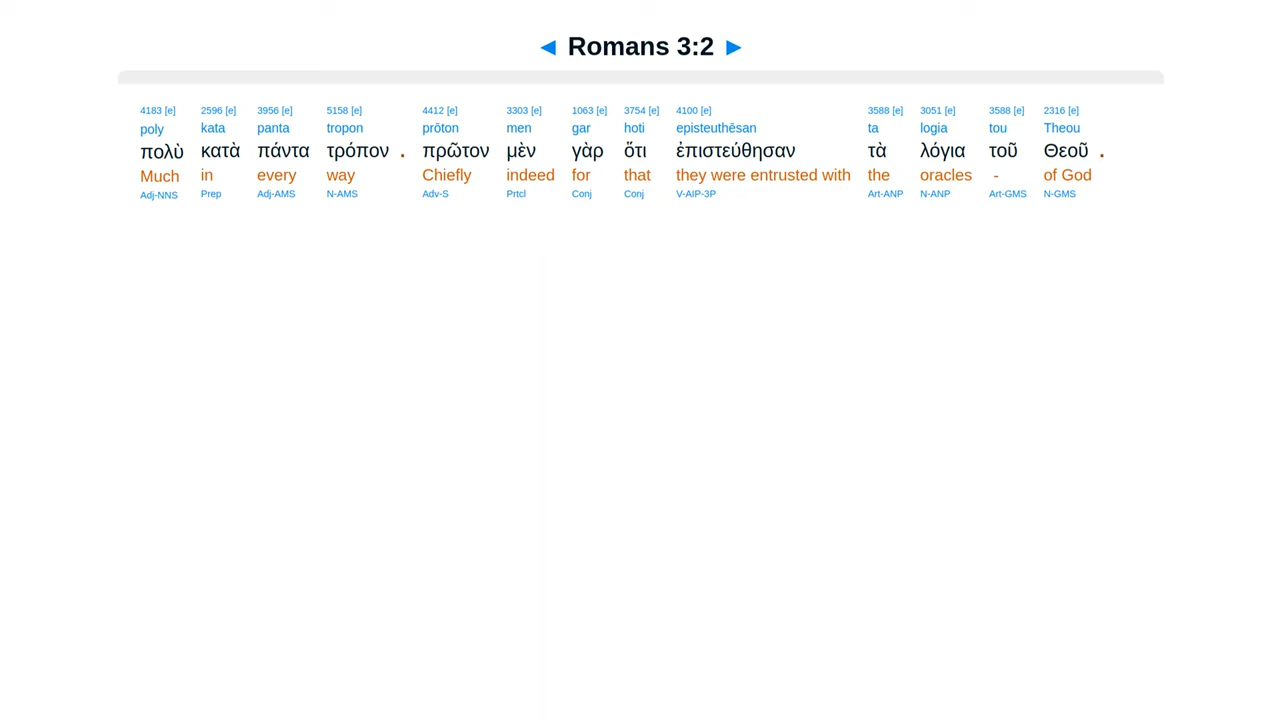 ◄ Romans 3:2 ►
4183 [e] 2596 [e] 3956 [e] 5158 [e] 4412 [e] 3303 [e] 1063 [e] 3754 [e] 4100 [e] 3588 [e] 3051 [e] 3588 [e] 2316 [e]
poly kata panta tropon prōton men gar hoti episteuthēsan ta logia tou Theou
πολὺ κατὰ πάντα τρόπον . πρῶτον μὲν γὰρ ὅτι ἐπιστεύθησαν τὰ λόγια τοῦ Θεοῦ .
Much in every way Chiefly indeed for that they were entrusted with the oracles - of God
Adj-NNS Prep Adj-AMS N-AMS Adv-S Prtcl Conj Conj V-AIP-3P Art-ANP N-ANP Art-GMS N-GMS